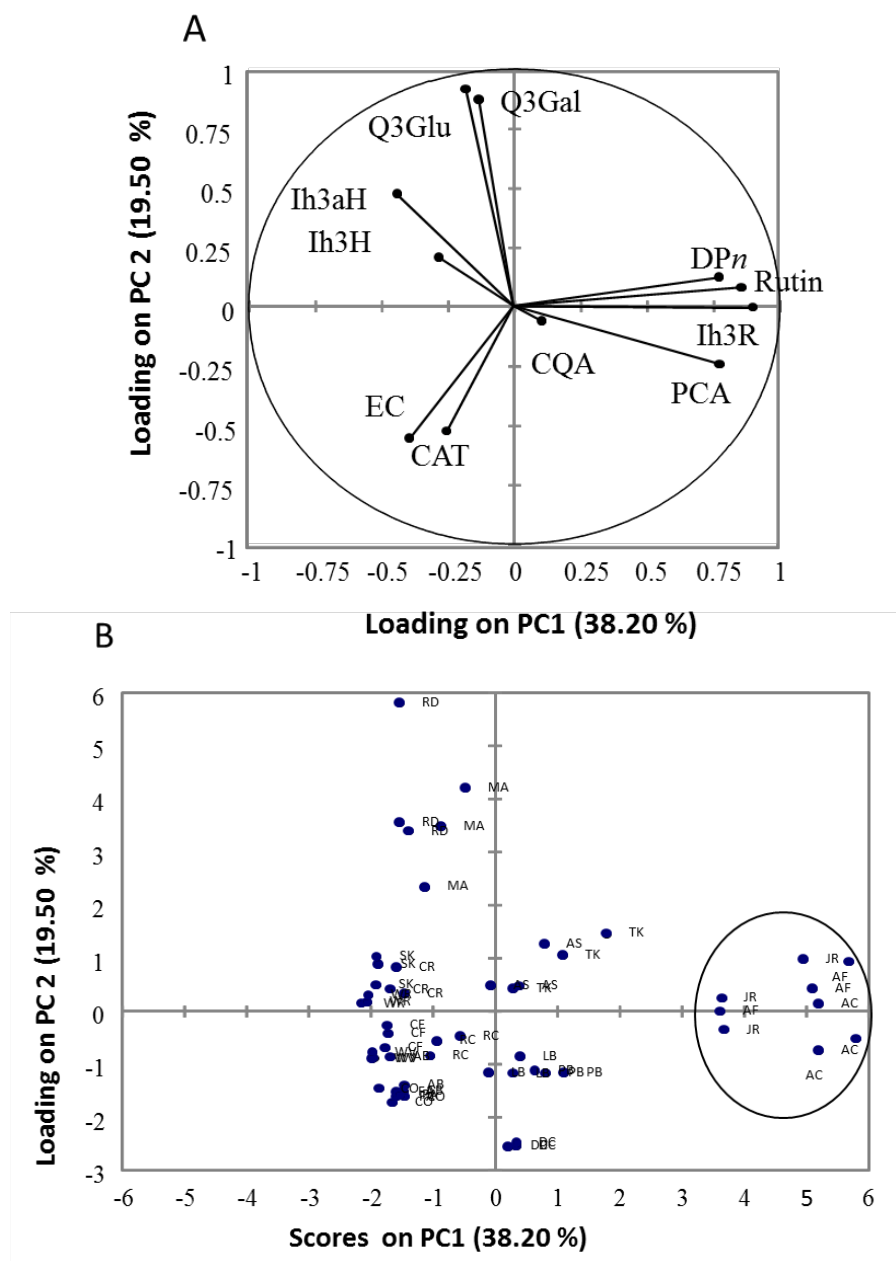 A
1
0.75
0.5
0.25
0
-0.25
-0.5
-0.75
-1
Loading on PC 2 (19.50 %)
Q3Gal
Q3Glu
Ih3aH
Ih3H
DPn
Rutin
Ih3R
CQA
PCA
EC
CAT
-1 -0.75 -0.5 -0.25 0 0.25 0.5 0.75 1
Loading on PC1 (38.20 %)
B
6
5
4
3
2
1
0
-1
-2
-3
Loading on PC 2 (19.50 %)
RD
MA
RD
RD
MA
MA
TK
AS
TK
SK
SK
CR
SK
CR
CR
AS
AS
TK
JR
AF
AF
JR
AF
AC
JR
AC
AC
CF
CF
CF
RC
RC
RC
LB
LB
PB
PB
AB
CO
DC
-6 -5 -4 -3 -2 -1 0 1 2 3 4 5 6
Scores on PC1 (38.20 %)